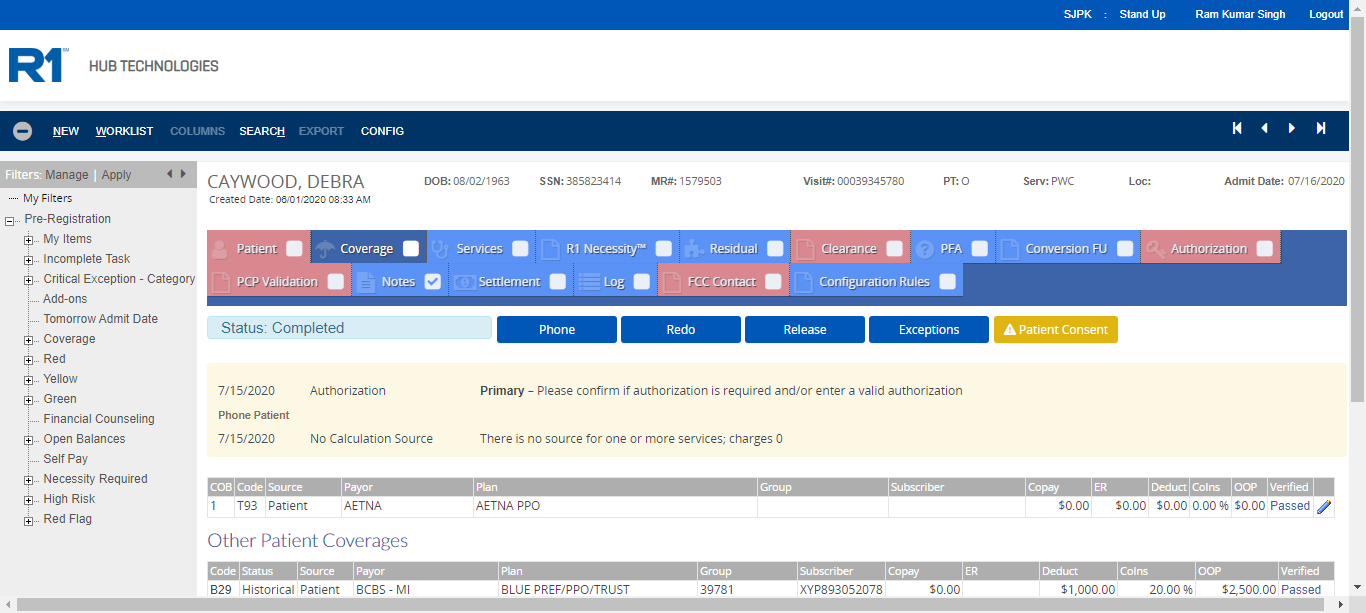 SJPK : Stand Up Ram Kumar Singh Logout
R1 HUB TECHNOLOGIES
NEW WORKLIST COLUMNS SEARCH EXPORT CONFIG
Filters: Manage | Apply
My Filters
Pre-Registration
My Items
Incomplete Task
Critical Exception - Category
Add-ons
Tomorrow Admit Date
Coverage
Red
Yellow
Green
Financial Counseling
Open Balances
Self Pay
Necessity Required
High Risk
Red Flag
CAYWOOD, DEBRA DOB: 08/02/1963 SSN: 385823414 MR#: 1579503 Visit#: 00039345780 PT: O Serv: PWC Loc: Admit Date: 07/16/2020
Created Date: 06/01/2020 08:33 AM
Patient Coverage Services R1 Necessity™ Residual Clearance PFA Conversion FU Authorization
PCP Validation Notes Settlement Log FCC Contact Configuration Rules
Status: Completed Phone Redo Release Exceptions Patient Consent
7/15/2020 Authorization Primary – Please confirm if authorization is required and/or enter a valid authorization
Phone Patient
7/15/2020 No Calculation Source There is no source for one or more services; charges 0
COB Code Source Payor Plan Group Subscriber Copay ER Deduct CoIns OOP Verified
1 T93 Patient AETNA AETNA PPO $0.00 $0.00 $0.00 0.00 % $0.00 Passed
Other Patient Coverages
Code Status Source Payor Plan Group Subscriber Copay ER Deduct CoIns OOP Verified
B29 Historical Patient BCBS - MI BLUE PREF/PPO/TRUST 39781 XYP893052078 $0.00 $1,000.00 20.00 % $2,500.00 Passed